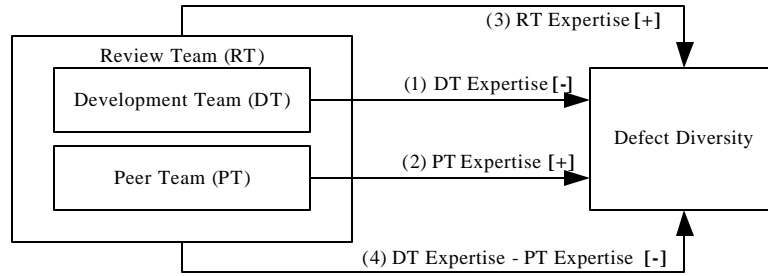 (3) RT Expertise [+]
Review Team (RT)
Development Team (DT)
(1) DT Expertise [-]
Defect Diversity
Peer Team (PT)
(2) PT Expertise [+]
(4) DT Expertise - PT Expertise [-]